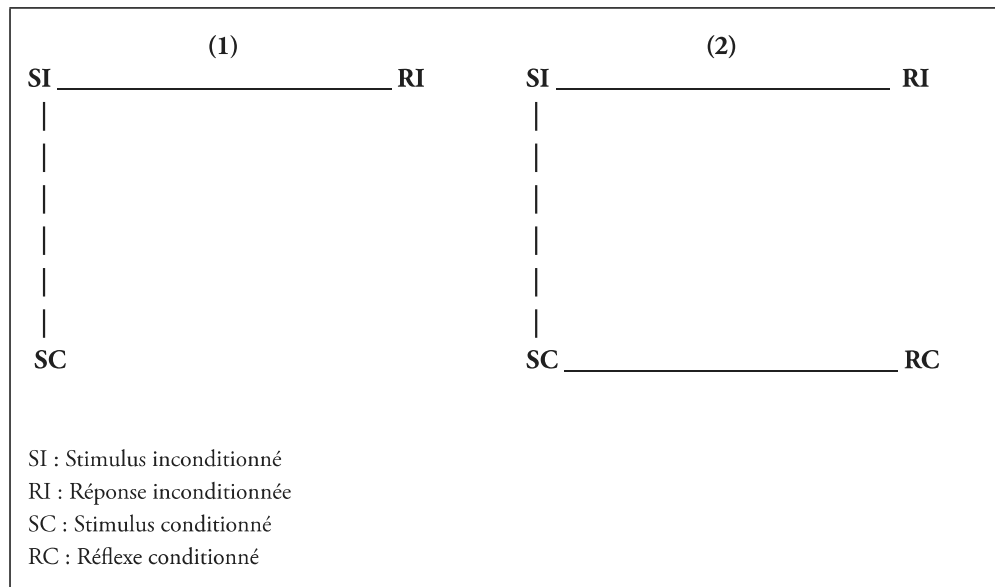 (1) (2)
SI RI SI RI
SC SC RC
SI : Stimulus inconditionné
RI : Réponse inconditionnée
SC : Stimulus conditionné
RC : Réflexe conditionné